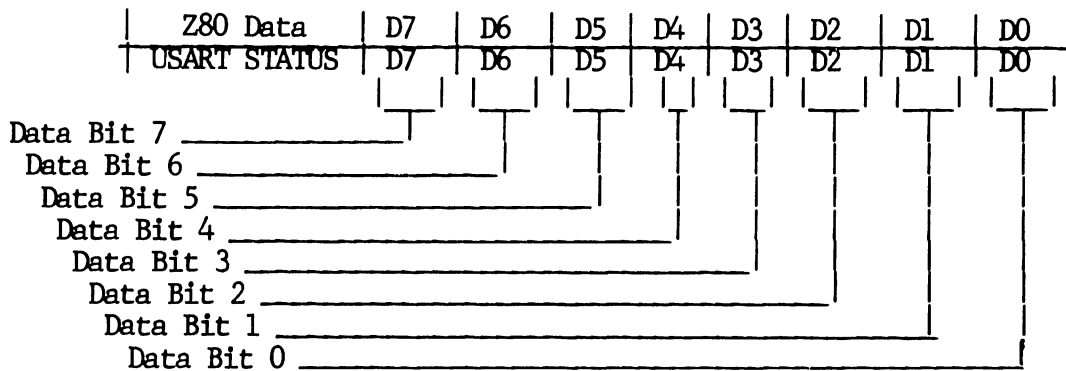 Z80 Data D7 D6 D5 D4 D3 D2 D1 D0
USART STATUS D7 D6 D5 D4 D3 D2 D1 D0
Data Bit 7
Data Bit 6
Data Bit 5
Data Bit 4
Data Bit 3
Data Bit 2
Data Bit 1
Data Bit 0